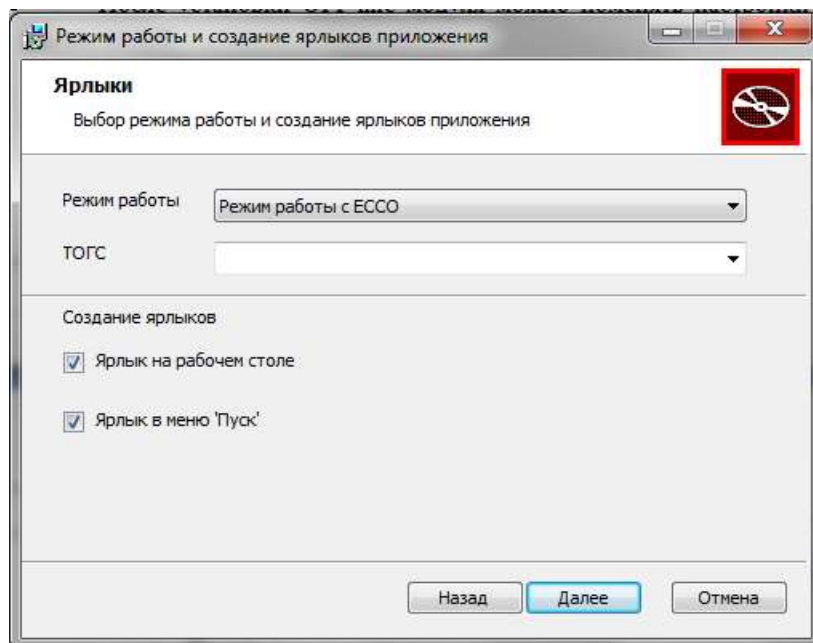 Режим работы и создание ярлыков приложения
Ярлыки
Выбор режима работы и создание ярлыков приложения
Режим работы
Режим работы с ЕССО
ТОГС
Создание ярлыков
Ярлык на рабочем столе
Ярлык в меню 'Пуск'
Назад
Далее
Отмена